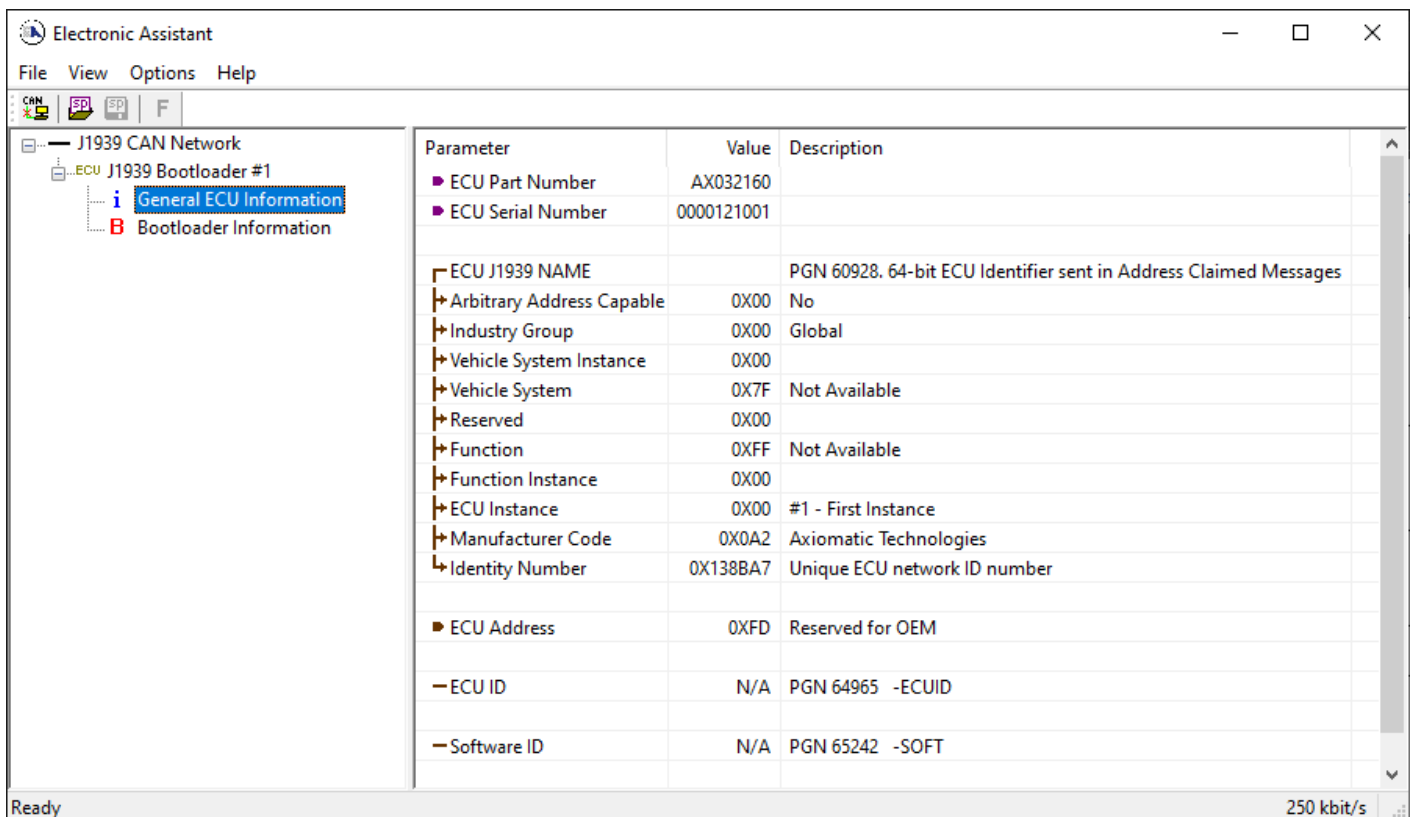 Electronic Assistant
File View Options Help
CAN SP SP F
J1939 CAN Network
ECU J1939 Bootloader #1
i General ECU Information
B Bootloader Information
Parameter Value Description
ECU Part Number AX032160
ECU Serial Number 0000121001
ECU J1939 NAME PGN 60928. 64-bit ECU Identifier sent in Address Claimed Messages
Arbitrary Address Capable 0X00 No
Industry Group 0X00 Global
Vehicle System Instance 0X00
Vehicle System 0X7F Not Available
Reserved 0X00
Function 0XFF Not Available
Function Instance 0X00
ECU Instance 0X00 #1 - First Instance
Manufacturer Code 0X0A2 Axiomatic Technologies
Identity Number 0X138BA7 Unique ECU network ID number
ECU Address 0XFD Reserved for OEM
ECU ID N/A PGN 64965 -ECUID
Software ID N/A PGN 65242 -SOFT
Ready 250 kbit/s